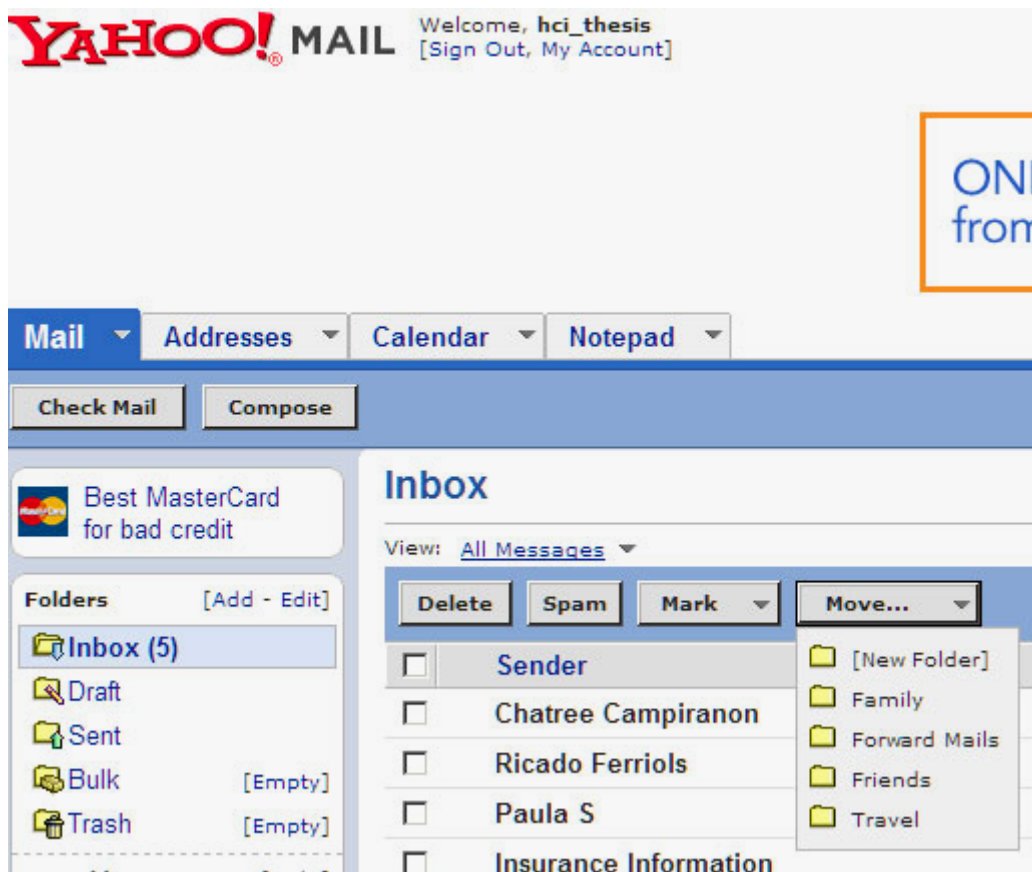 YAHOO!® MAIL
Welcome, hci_thesis
[Sign Out, My Account]
from
Mail
Addresses
Calendar
Notepad
Check Mail
Compose
Best MasterCard
for bad credit
Folders [Add - Edit]
Inbox (5)
Draft
Sent
Bulk [Empty]
Trash [Empty]
Inbox
View: All Messages
Delete
Spam
Mark
Move...
[New Folder]
Family
Forward Mails
Friends
Travel
Sender
Chatree Campiranon
Ricado Ferriols
Paula S
Insurance Information